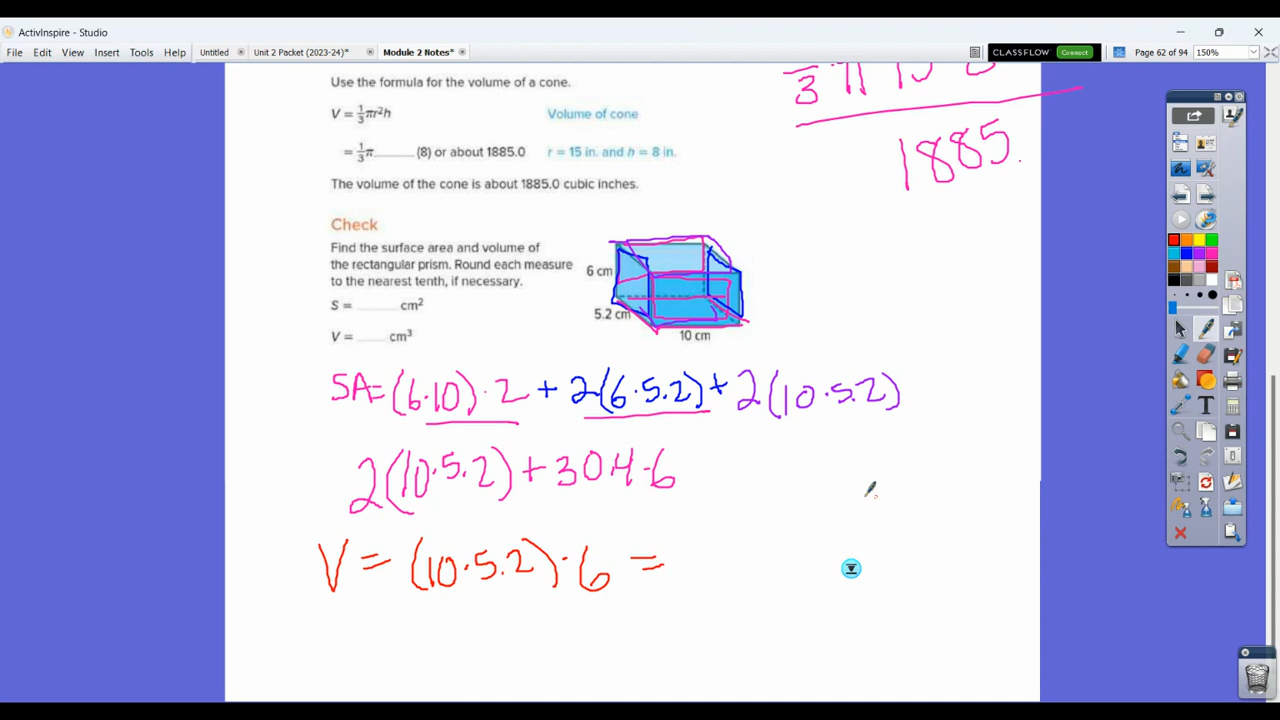 ActivInspire - Studio
File Edit View Insert Tools Help Untitled Unit 2 Packet (2023-24)* Module 2 Notes* CLASSFLOW Connect Page 62 of 94 150%
Use the formula for the volume of a cone.
V = 1/3πr²h Volume of cone
= 1/3π____ (8) or about 1885.0 r = 15 in. and h = 8 in.
The volume of the cone is about 1885.0 cubic inches.
1885.
Check
Find the surface area and volume of
the rectangular prism. Round each measure
to the nearest tenth, if necessary.
S = ____ cm²
V = ____ cm³
6 cm
5.2 cm
10 cm
SA=(6·10)·2 + 2(6·5.2)+2(10·5.2)
2(10·5.2)+30.4·6
V = (10·5.2)·6 =